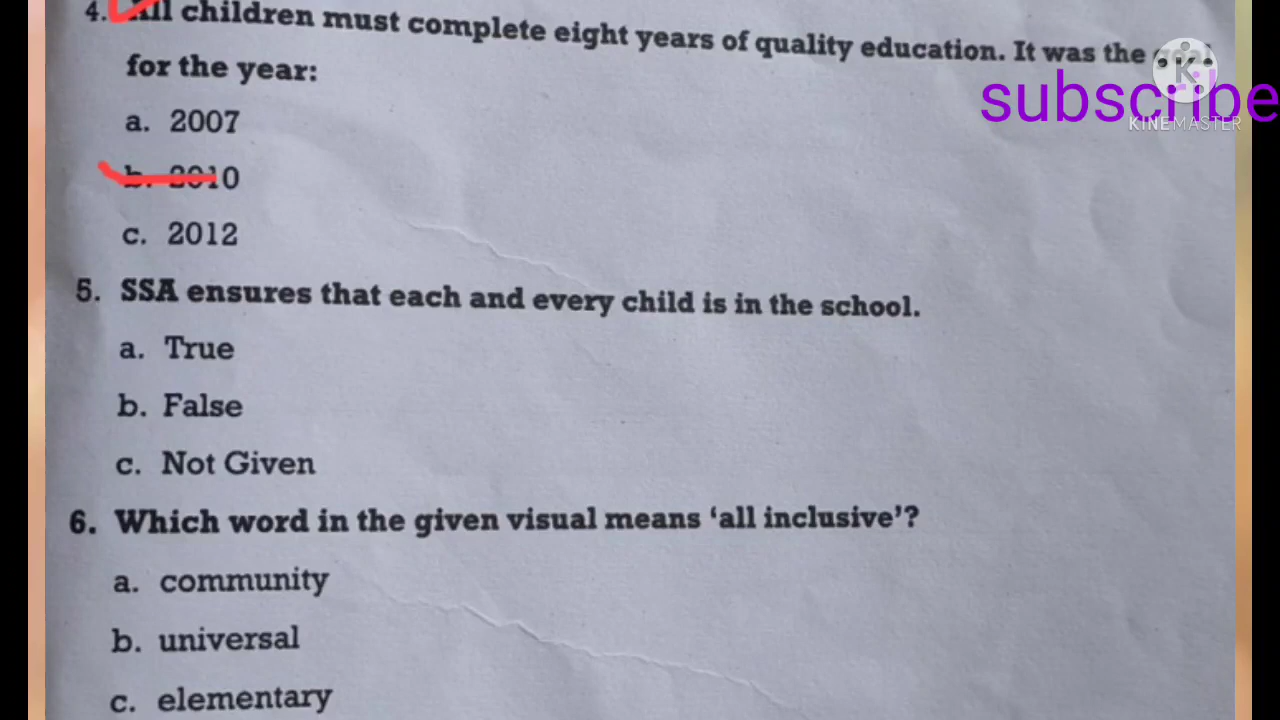 4. All children must complete eight years of quality education. It was the goal
for the year:
subscribe
KINEMASTER
a. 2007
b. 2010
c. 2012
5. SSA ensures that each and every child is in the school.
a. True
b. False
c. Not Given
6. Which word in the given visual means ‘all inclusive’?
a. community
b. universal
c. elementary